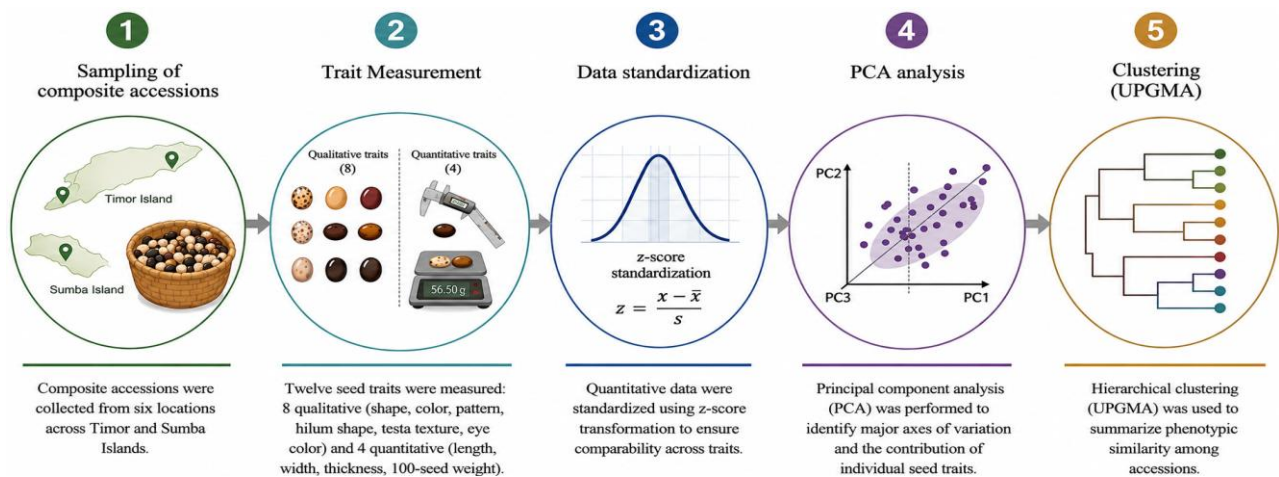 1
Sampling of
composite accessions
Timor Island
Sumba Island
Composite accessions were
collected from six locations
across Timor and Sumba
Islands.
2
Trait Measurement
Qualitative traits
(8)
Quantitative traits
(4)
56.50 g
Twelve seed traits were measured:
8 qualitative (shape, color, pattern,
hilum shape, testa texture, eye
color) and 4 quantitative (length,
width, thickness, 100-seed weight).
3
Data standardization
z-score
standardization
z = (x − x̄) / s
Quantitative data were
standardized using z-score
transformation to ensure
comparability across traits.
4
PCA analysis
PC2
PC3
PC1
Principal component analysis
(PCA) was performed to
identify major axes of variation
and the contribution of
individual seed traits.
5
Clustering
(UPGMA)
Hierarchical clustering
(UPGMA) was used to
summarize phenotypic
similarity among
accessions.